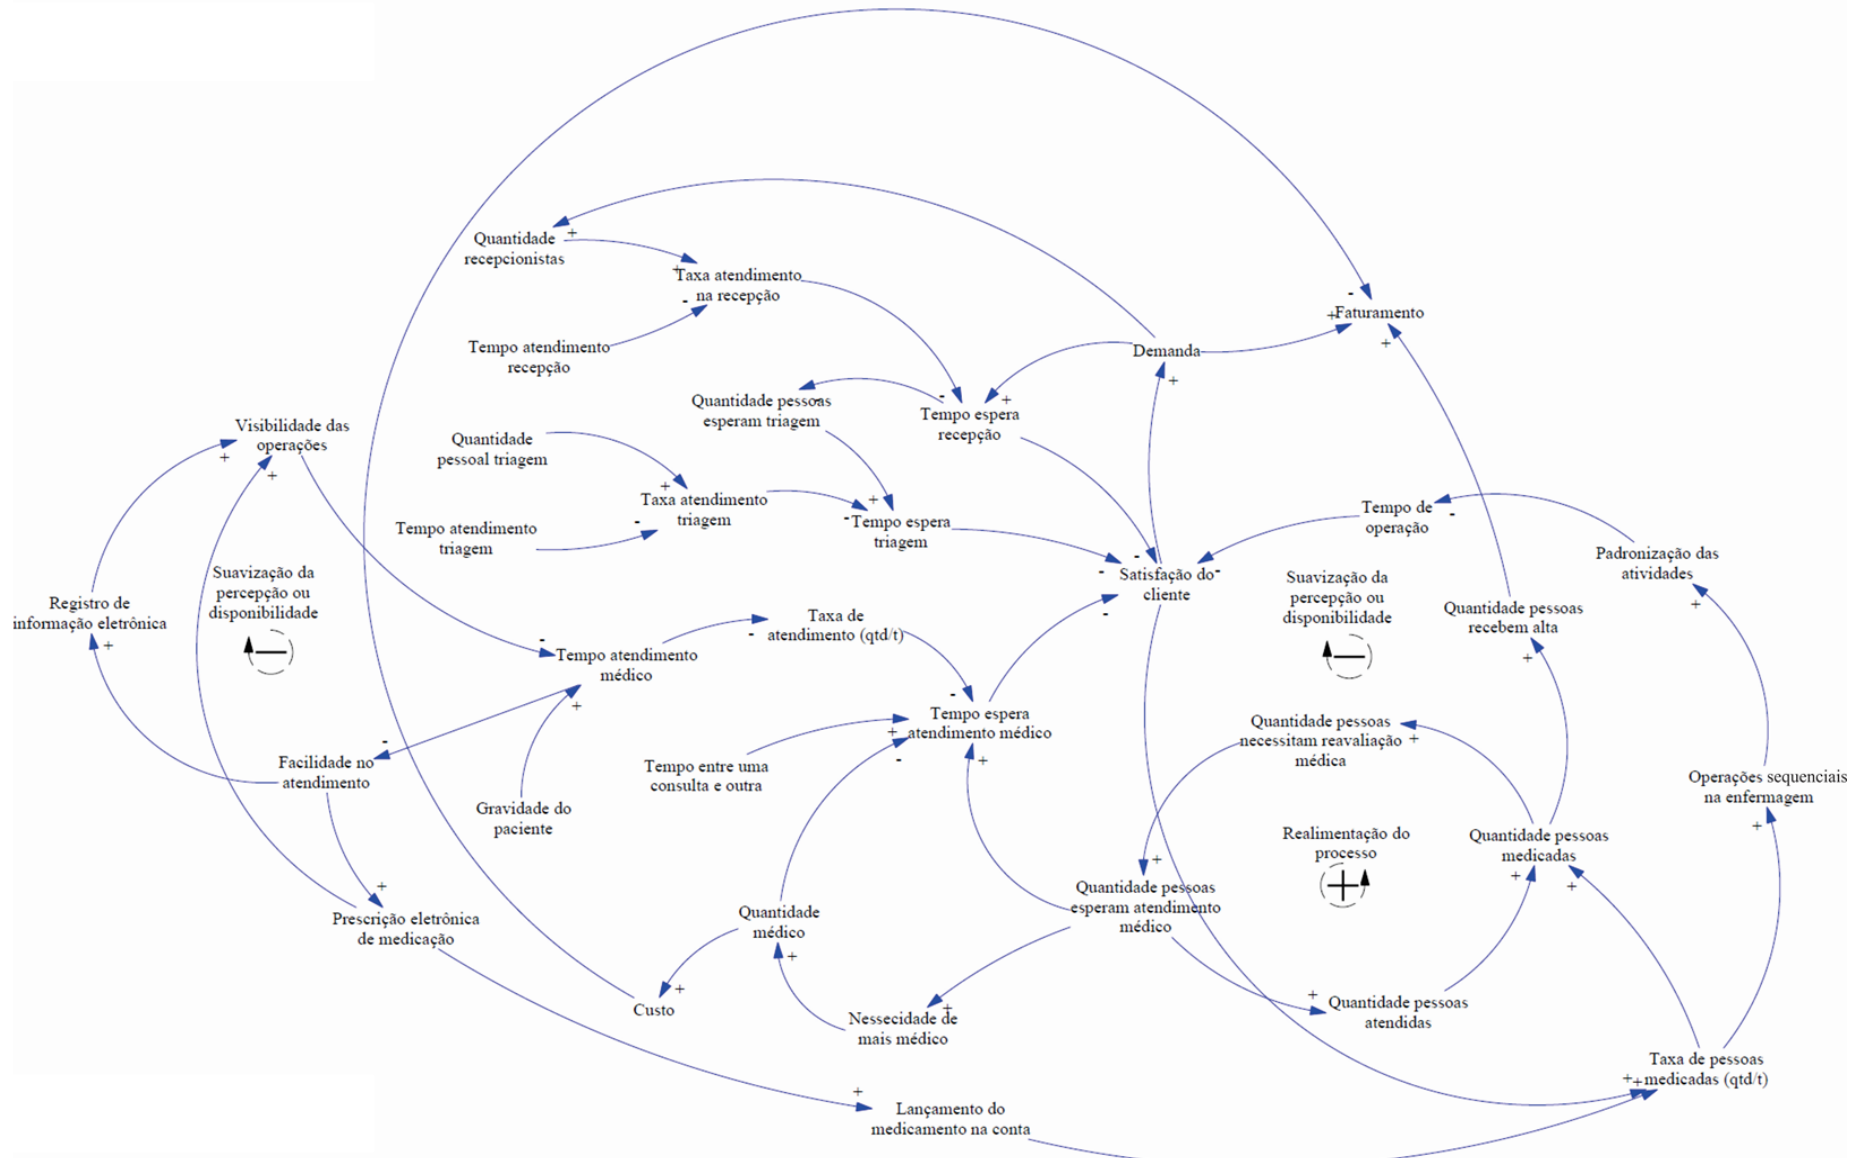 Quantidade
recepcionistas
+
+
Taxa atendimento
na recepção
-
Tempo atendimento
recepção
-
+Faturamento
+
Demanda
+
Quantidade pessoas
esperam triagem
-
-
+
Tempo espera
recepção
Visibilidade das
operações
+
+
Quantidade
pessoal triagem
+
Taxa atendimento
triagem
-
Tempo atendimento
triagem
+
-
Tempo espera
triagem
Tempo de
operação
-
Padronização das
atividades
+
-
-
Satisfação do
cliente
-
-
Suavização da
percepção ou
disponibilidade
Suavização da
percepção ou
disponibilidade
Registro de
informação eletrônica
+
Quantidade pessoas
recebem alta
+
-
Taxa de
atendimento (qtd/t)
-
Tempo atendimento
médico
+
-
Tempo espera
atendimento médico
+
-
+
Quantidade pessoas
necessitam reavaliação
médica
+
-
Facilidade no
atendimento
Tempo entre uma
consulta e outra
Operações sequenciais
na enfermagem
+
Gravidade do
paciente
Realimentação do
processo
Quantidade pessoas
medicadas
+
+
+
Quantidade pessoas
esperam atendimento
médico
+
Prescrição eletrônica
de medicação
Quantidade
médico
+
+
Custo
+
Nessecidade de
mais médico
+
Quantidade pessoas
atendidas
Taxa de pessoas
++medicadas (qtd/t)
+
Lançamento do
medicamento na conta